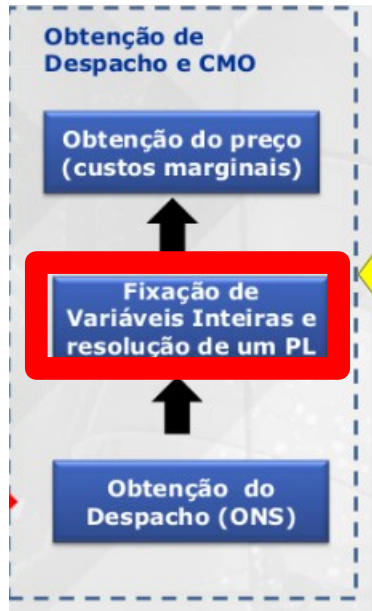 Obtenção de
Despacho e CMO
Obtenção do preço
(custos marginais)
Fixação de
Variáveis Inteiras e
resolução de um PL
Obtenção do
Despacho (ONS)